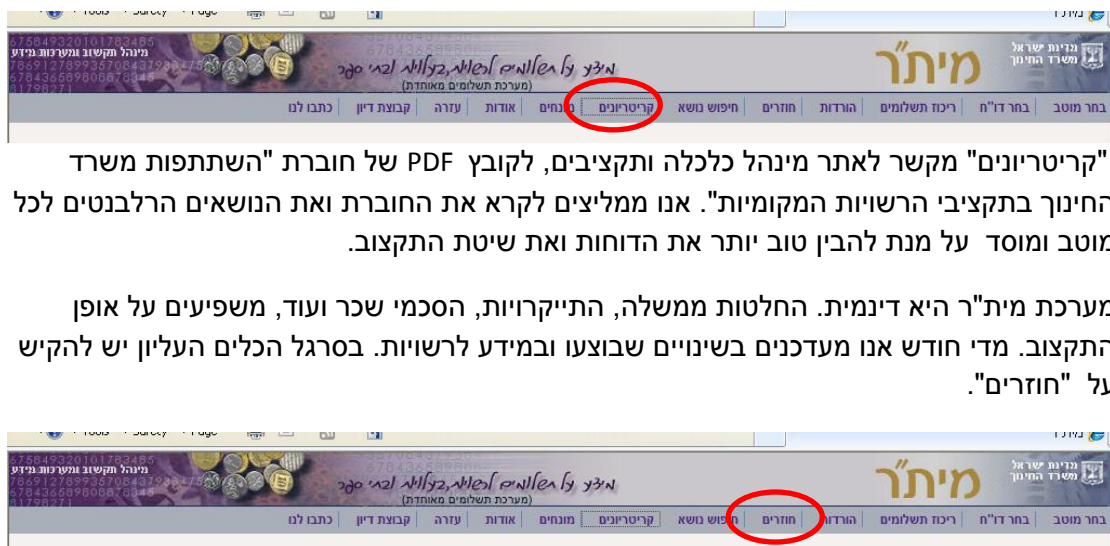 Tools Safety Page
מית"ר
מדינת ישראל
משרד החינוך
מית"ר
מידע על תשלומים לרשויות, בעלויות ובתי ספר
(מערכת תשלומים מאוחדת)
מינהל תקשוב ומערכות מידע
בחר מוטב | בחר דו"ח | ריכוז תשלומים | הורדות | חוזרים | חיפוש נושא | קריטריונים | מונחים | אודות | עזרה | קבוצת דיון | כתבו לנו
"קריטריונים" מקשר לאתר מינהל כלכלה ותקציבים, לקובץ PDF של חוברת "השתתפות משרד
החינוך בתקציבי הרשויות המקומיות". אנו ממליצים לקרא את החוברת ואת הנושאים הרלבנטים לכל
מוטב ומוסד על מנת להבין טוב יותר את הדוחות ואת שיטת התקצוב.
מערכת מית"ר היא דינמית. החלטות ממשלה, התייקרויות, הסכמי שכר ועוד, משפיעים על אופן
התקצוב. מדי חודש אנו מעדכנים בשינויים שבוצעו ובמידע לרשויות. בסרגל הכלים העליון יש להקיש
על "חוזרים".
מדינת ישראל
משרד החינוך
מית"ר
מידע על תשלומים לרשויות, בעלויות ובתי ספר
(מערכת תשלומים מאוחדת)
מינהל תקשוב ומערכות מידע
בחר מוטב | בחר דו"ח | ריכוז תשלומים | הורדות | חוזרים | חיפוש נושא | קריטריונים | מונחים | אודות | עזרה | קבוצת דיון | כתבו לנו